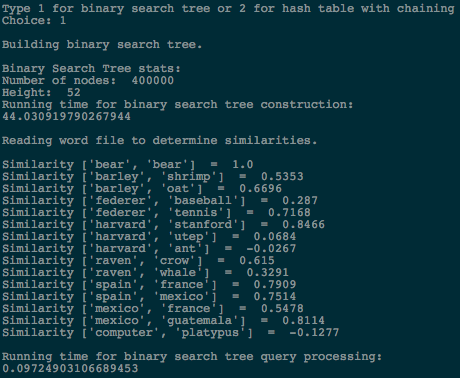 Type 1 for binary search tree or 2 for hash table with chaining
Choice: 1
Building binary search tree.
Binary Search Tree stats:
Number of nodes:  400000
Height:  52
Running time for binary search tree construction:
44.030919790267944
Reading word file to determine similarities.
Similarity ['bear', 'bear']  =  1.0
Similarity ['barley', 'shrimp']  =  0.5353
Similarity ['barley', 'oat']  =  0.6696
Similarity ['federer', 'baseball']  =  0.287
Similarity ['federer', 'tennis']  =  0.7168
Similarity ['harvard', 'stanford']  =  0.8466
Similarity ['harvard', 'utep']  =  0.0684
Similarity ['harvard', 'ant']  =  -0.0267
Similarity ['raven', 'crow']  =  0.615
Similarity ['raven', 'whale']  =  0.3291
Similarity ['spain', 'france']  =  0.7909
Similarity ['spain', 'mexico']  =  0.7514
Similarity ['mexico', 'france']  =  0.5478
Similarity ['mexico', 'guatemala']  =  0.8114
Similarity ['computer', 'platypus']  =  -0.1277
Running time for binary search tree query processing:
0.09724903106689453